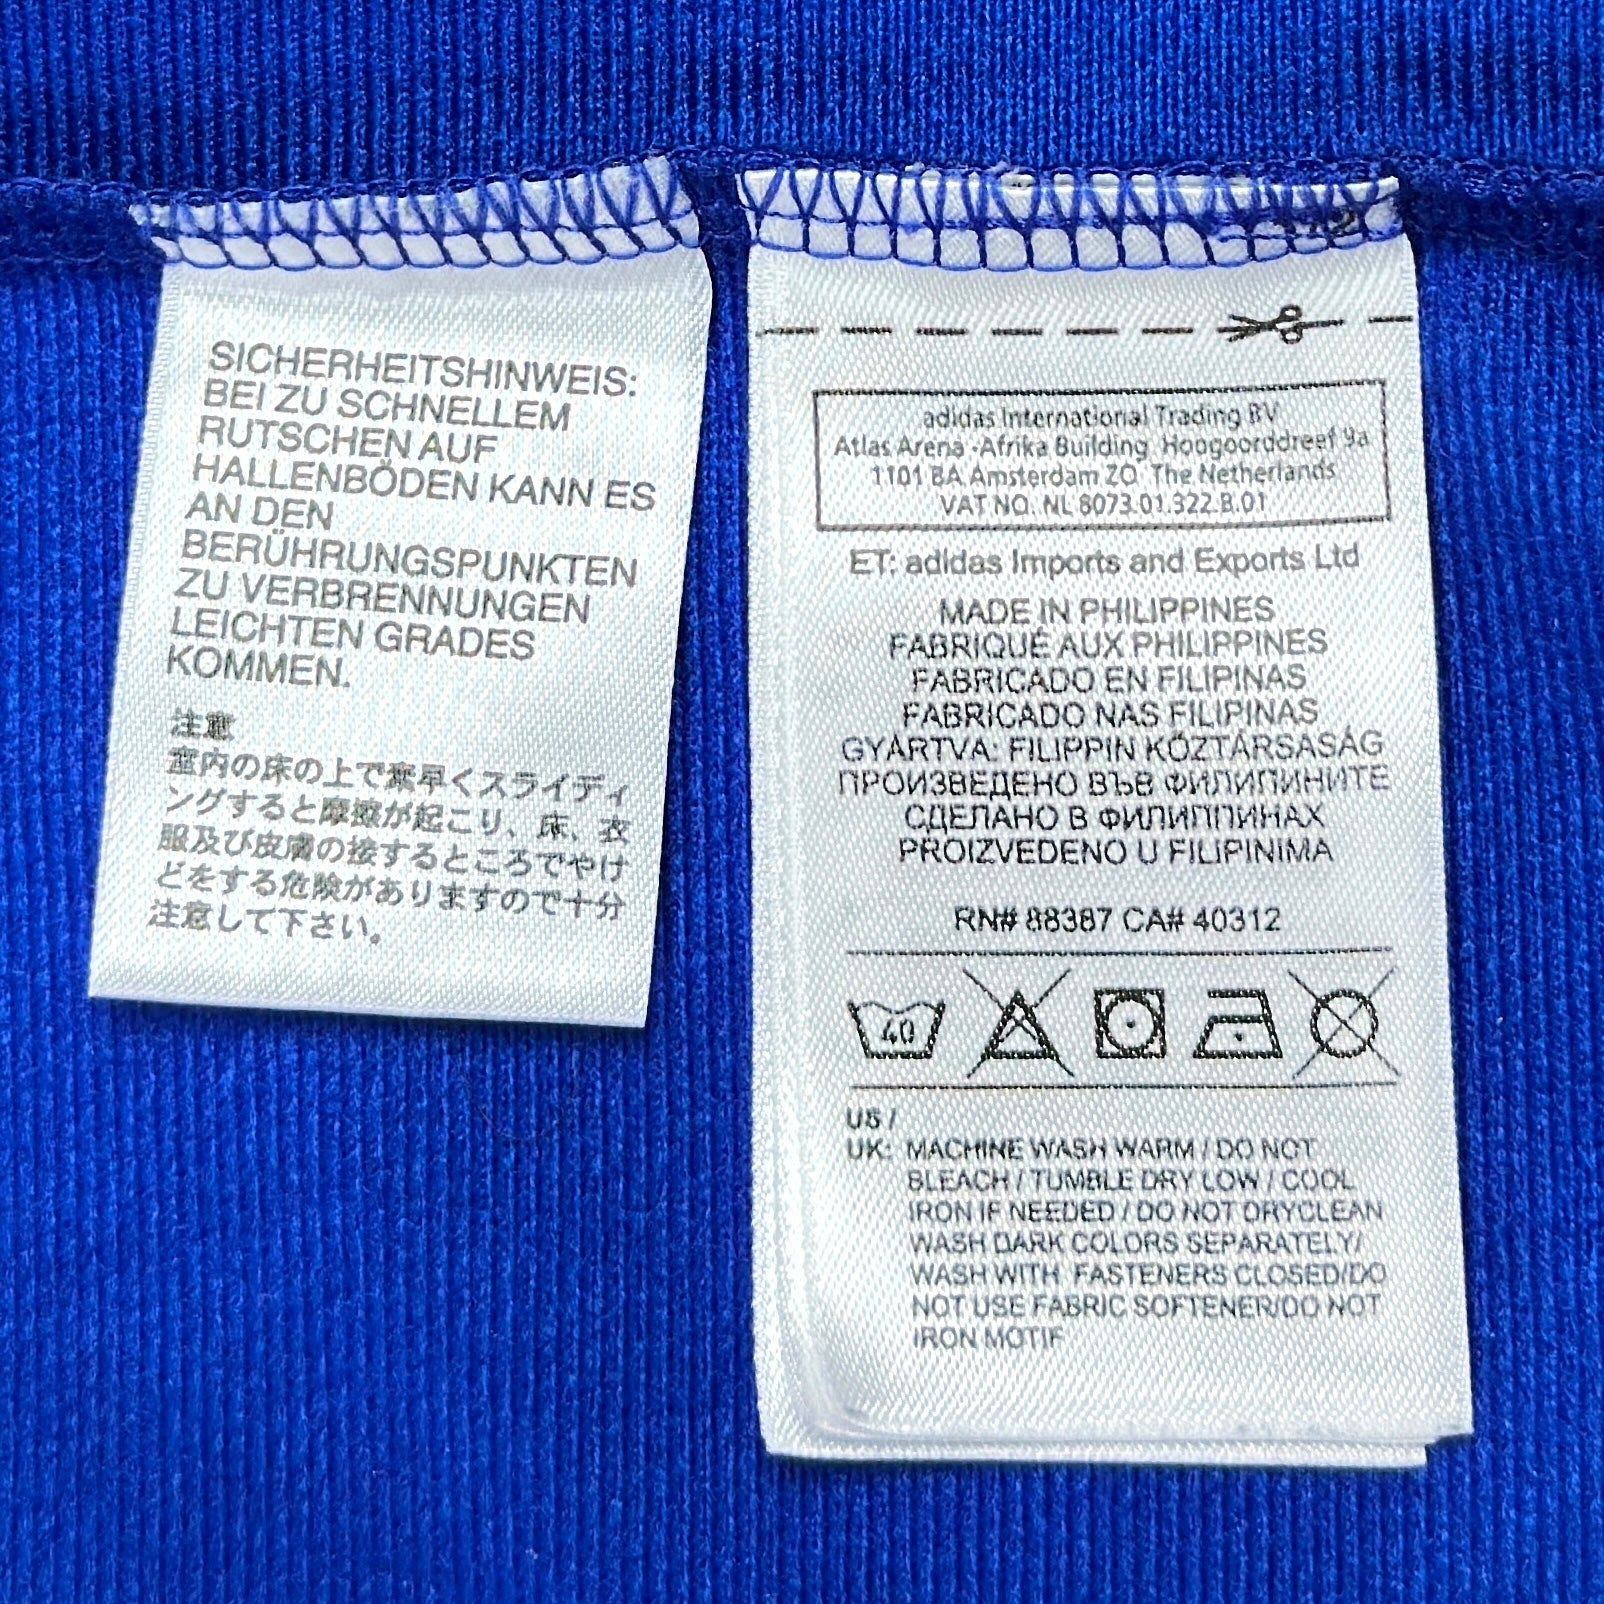 SICHERHEITSHINWEIS:
BEI ZU SCHNELLEM
RUTSCHEN AUF
HALLENBÖDEN KANN ES
AN DEN
BERÜHRUNGSPUNKTEN
ZU VERBRENNUNGEN
LEICHTEN GRADES
KOMMEN.
注意
室内の床の上で素早くスライディ
ングすると摩擦が起こり、床、衣
服及び皮膚の接するところでやけ
どをする危険がありますので十分
注意して下さい。
adidas International Trading BV
Atlas Arena -Afrika Building Hoogoorddreef 9a
1101 BA Amsterdam ZO The Netherlands
VAT NO. NL 8073.01.322.B.01
ET: adidas Imports and Exports Ltd
MADE IN PHILIPPINES
FABRIQUÉ AUX PHILIPPINES
FABRICADO EN FILIPINAS
FABRICADO NAS FILIPINAS
GYÁRTVA: FILIPPIN KÖZTÁRSASÁG
ПРОИЗВЕДЕНО ВЪВ ФИЛИПИНИТЕ
СДЕЛАНО В ФИЛИППИНАХ
PROIZVEDENO U FILIPINIMA
RN# 88387 CA# 40312
40
US /
UK: MACHINE WASH WARM / DO NOT
BLEACH / TUMBLE DRY LOW / COOL
IRON IF NEEDED / DO NOT DRYCLEAN
WASH DARK COLORS SEPARATELY/
WASH WITH FASTENERS CLOSED/DO
NOT USE FABRIC SOFTENER/DO NOT
IRON MOTIF